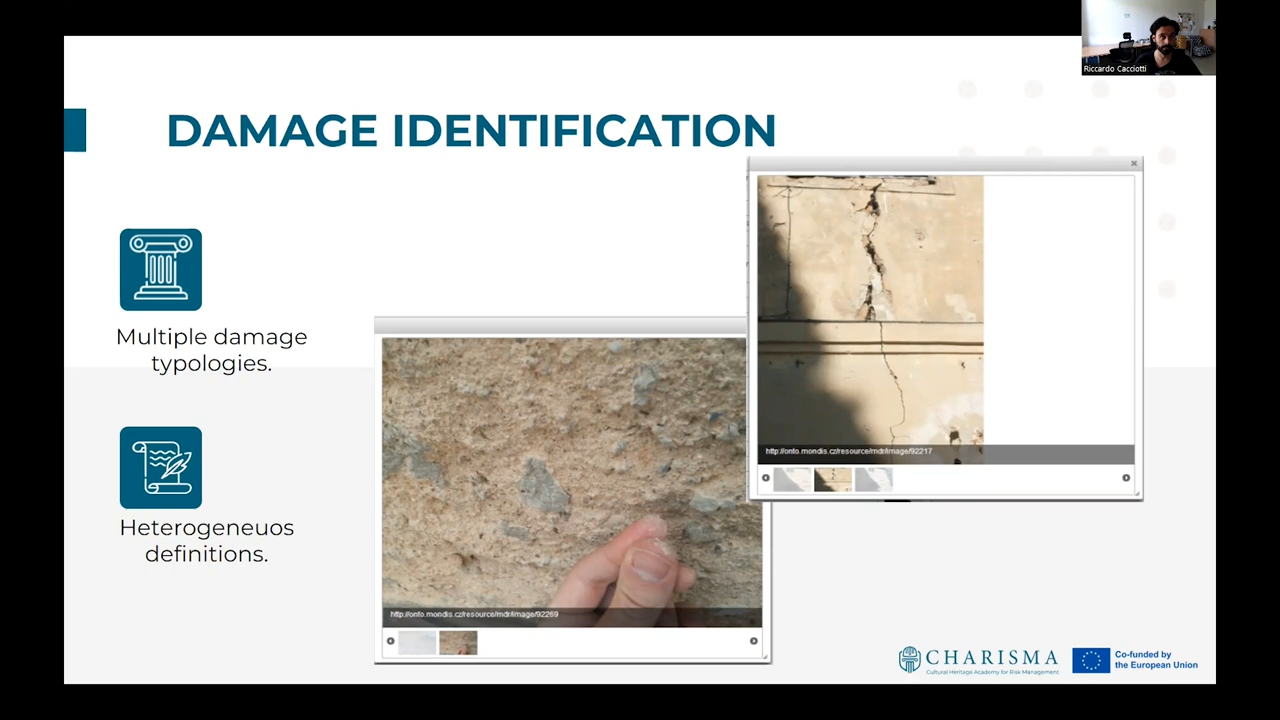 Riccardo Cacciotti
DAMAGE IDENTIFICATION
Multiple damage
typologies.
Heterogeneuos
definitions.
http://onto.mondis.cz/resource/mdr/image/92217
http://onto.mondis.cz/resource/mdr/image/92269
CHARISMA
Cultural Heritage Academy for Risk Management
Co-funded by
the European Union